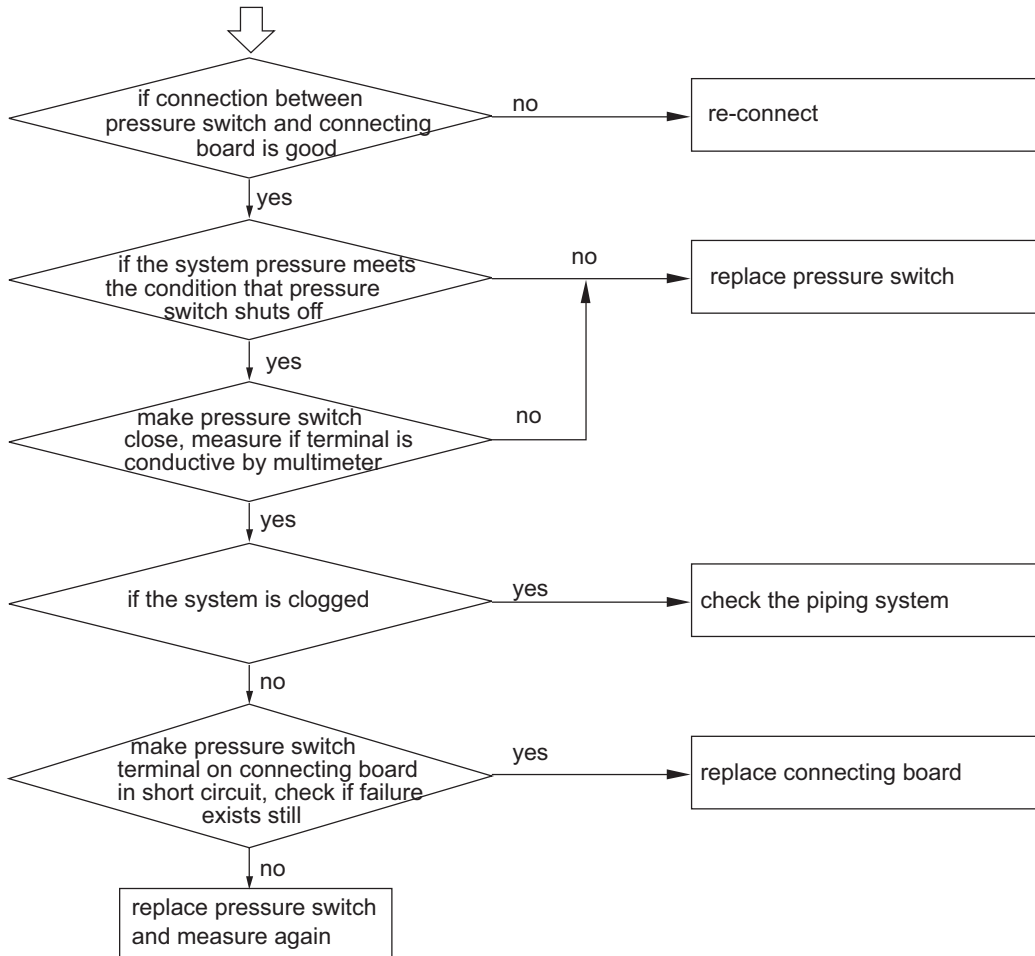 if connection between
pressure switch and connecting
board is good
no
re-connect
yes
if the system pressure meets
the condition that pressure
switch shuts off
no
replace pressure switch
yes
make pressure switch
close, measure if terminal is
conductive by multimeter
no
yes
if the system is clogged
yes
check the piping system
no
make pressure switch
terminal on connecting board
in short circuit, check if failure
exists still
yes
replace connecting board
no
replace pressure switch
and measure again